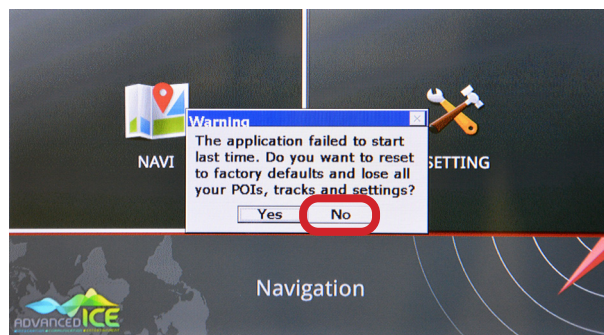 NAVI
SETTING
Warning
The application failed to start
last time. Do you want to reset
to factory defaults and lose all
your POIs, tracks and settings?
Yes
No
Navigation
ADVANCED ICE